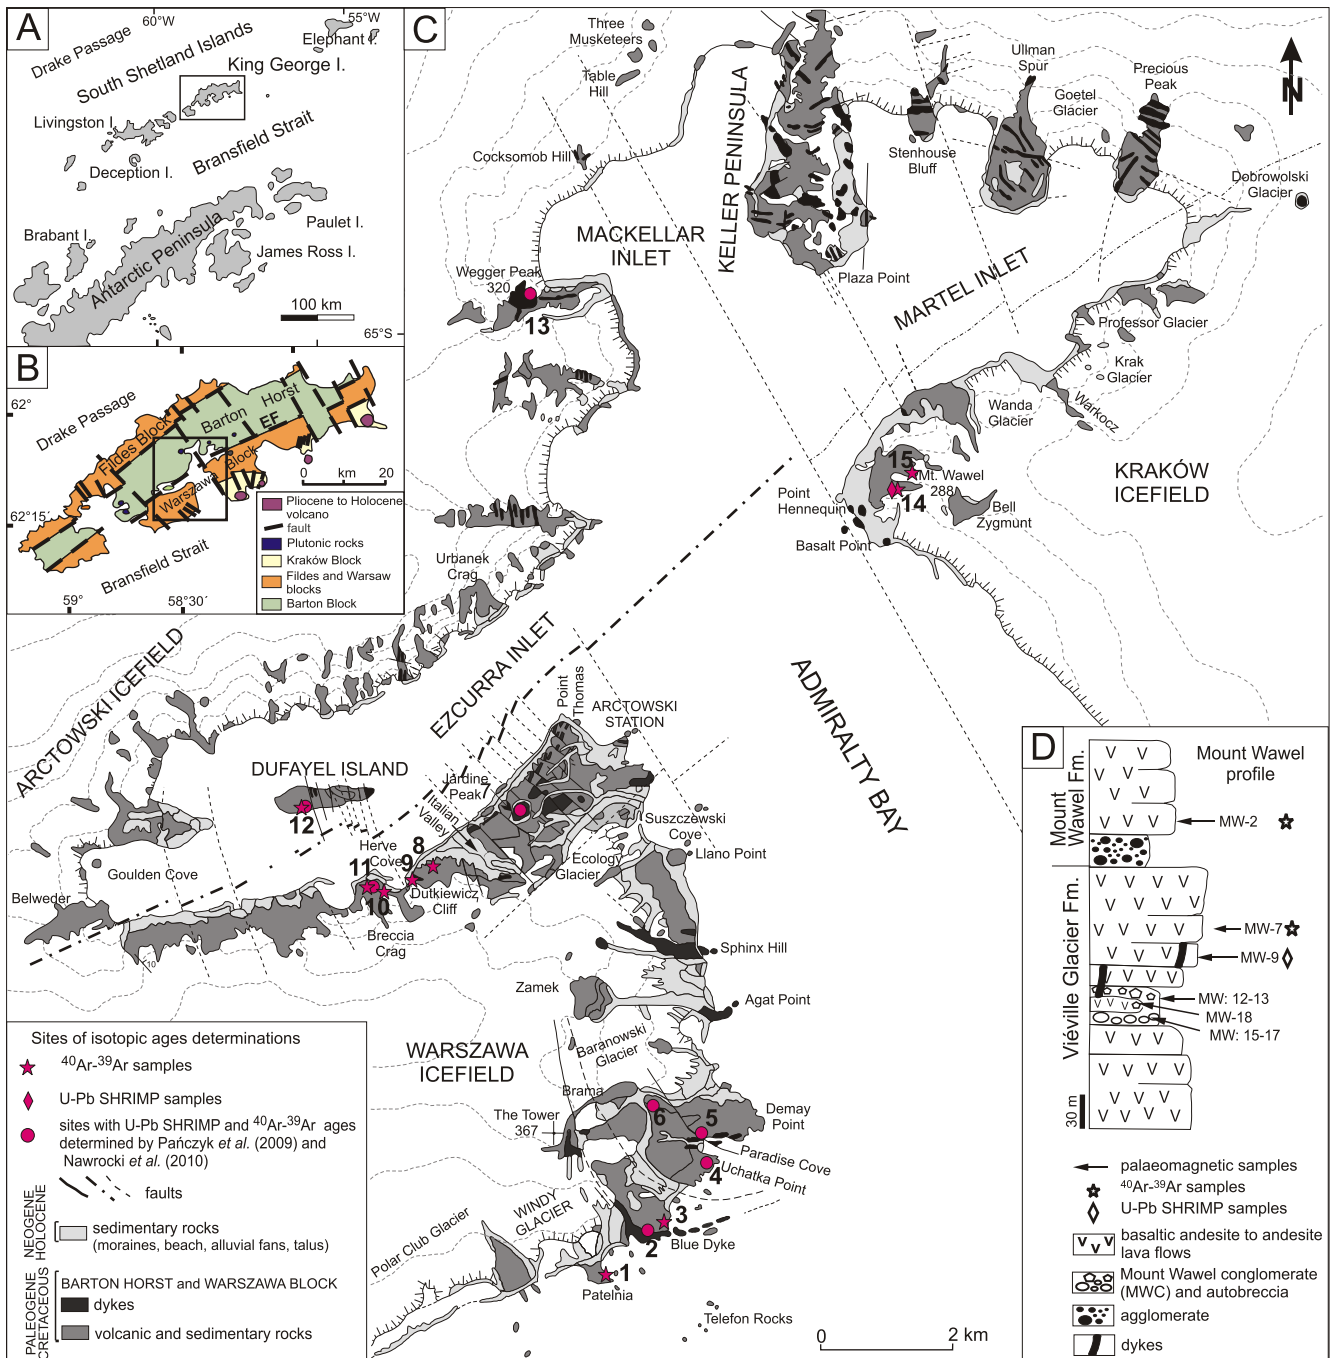 A
60°W
55°W
Drake Passage
Elephant I.
South Shetland Islands
King George I.
Livingston I.
Bransfield Strait
Deception I.
Paulet I.
Brabant I.
James Ross I.
Antarctic Peninsula
100 km
65°S
B
62°
Drake Passage
Fildes Block
Barton Horst
EF
Warszawa Block
0 km 20
62°15´
Bransfield Strait
59°
58°30´
Pliocene to Holocene
volcano
fault
Plutonic rocks
Kraków Block
Fildes and Warsaw
blocks
Barton Block
C
Three
Musketeers
Table
Hill
Cocksomob Hill
KELLER PENINSULA
Ullman
Spur
Precious
Peak
Goetel
Glacier
Stenhouse
Bluff
Dobrowolski
Glacier
N
MACKELLAR
INLET
Wegger Peak
320
13
Plaza Point
MARTEL INLET
Professor Glacier
Krak
Glacier
Warkocz
Wanda
Glacier
15
Mt. Wawel
288
14
Point
Hennequin
Bell
Zygmunt
Basalt Point
KRAKÓW
ICEFIELD
Urbanek
Crag
ARCTOWSKI ICEFIELD
EZCURRA INLET
ADMIRALTY BAY
Point
Thomas
ARCTOWSKI
STATION
DUFAYEL ISLAND
12
Jardine
Peak
7
Italian
Valley
Herve
Cove
8
9
11
10
Dutkiewicz
Cliff
Ecology
Glacier
Suszczewski
Cove
Llano Point
Goulden Cove
Belweder
10
Breccia
Crag
Sphinx Hill
Zamek
Agat Point
WARSZAWA
ICEFIELD
Baranowski
Glacier
Brama
The Tower
367
6
5
Demay
Point
Paradise Cove
4
Uchatka Point
WINDY
GLACIER
Polar Club Glacier
3
2
Blue Dyke
1
Patelnia
Telefon Rocks
0
2 km
Sites of isotopic ages determinations
40Ar-39Ar samples
U-Pb SHRIMP samples
sites with U-Pb SHRIMP and 40Ar-39Ar ages
determined by Pańczyk et al. (2009) and
Nawrocki et al. (2010)
faults
NEOGENE
HOLOCENE
sedimentary rocks
(moraines, beach, alluvial fans, talus)
PALEOGENE
CRETACEOUS
BARTON HORST and WARSZAWA BLOCK
dykes
volcanic and sedimentary rocks
D
Mount Wawel
profile
Mount
Wawel Fm.
MW-2
Viéville Glacier Fm.
MW-7
MW-9
MW: 12-13
MW-18
MW: 15-17
30 m
palaeomagnetic samples
40Ar-39Ar samples
U-Pb SHRIMP samples
basaltic andesite to andesite
lava flows
Mount Wawel conglomerate
(MWC) and autobreccia
agglomerate
dykes